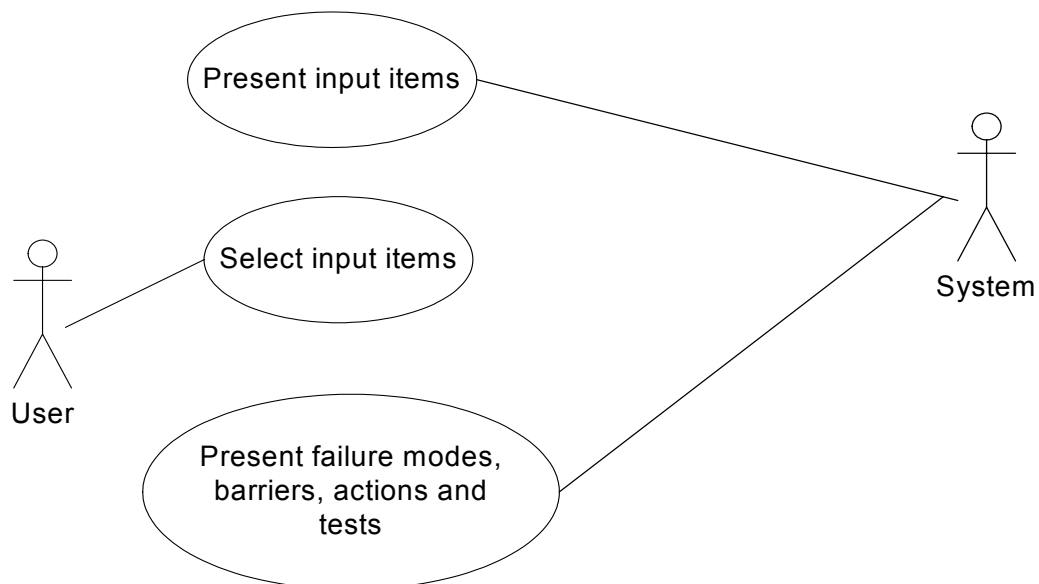 Present input items
Select input items
System
User
Present failure modes,
barriers, actions and
tests